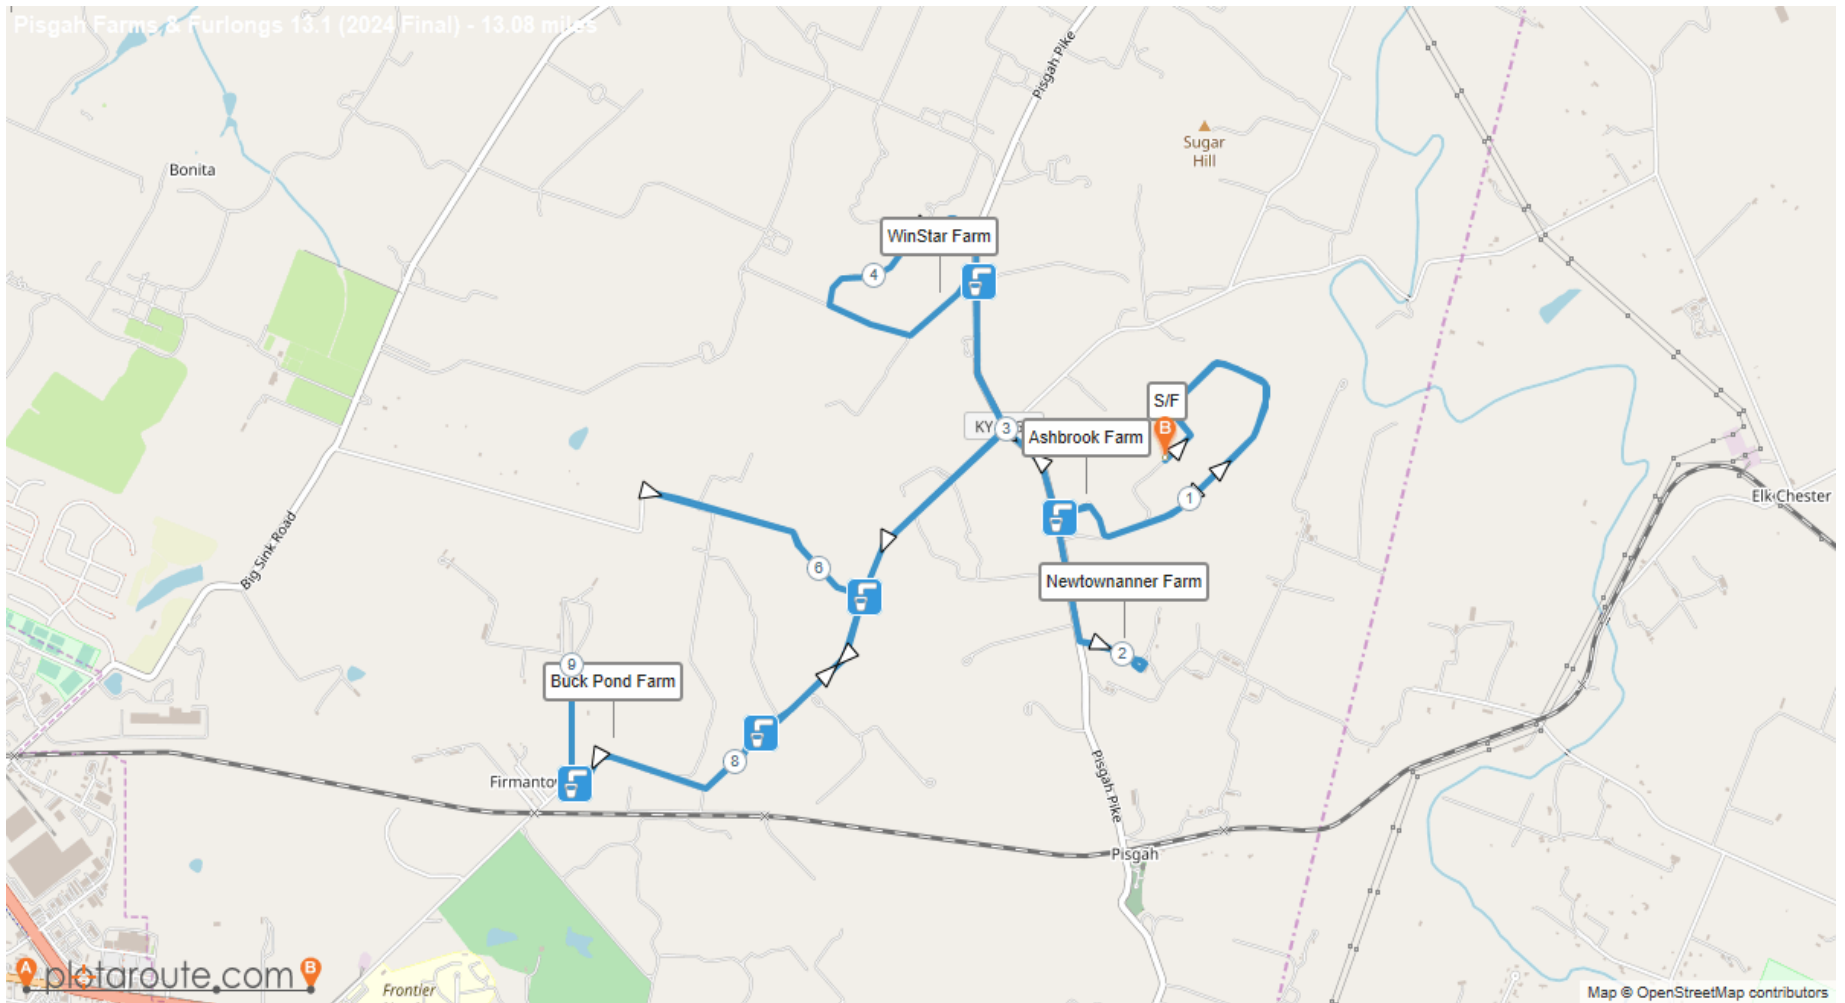 Pisgah Farms & Furlongs 13.1 (2024 Final) - 13.08 miles
Pisgah Pike
Sugar
Hill
Bonita
WinStar Farm
4
S/F
KY
3
Ashbrook Farm
B
1
Elk Chester
Big Sink Road
6
Newtownanner Farm
2
9
Buck Pond Farm
8
Firmanto
Pisgah Pike
Pisgah
A plotaroute.com B
Frontier
Map © OpenStreetMap contributors